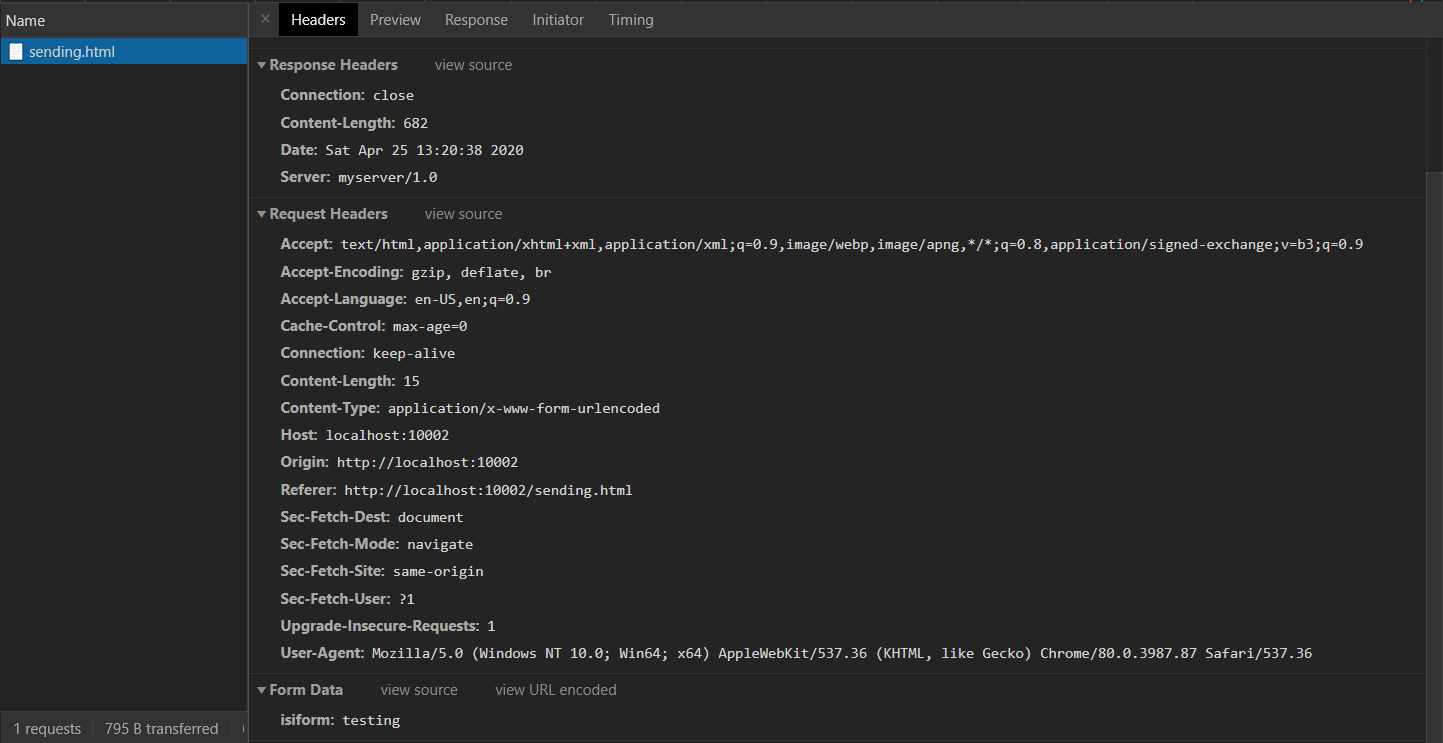 Name
sending.html
× Headers Preview Response Initiator Timing
Response Headers view source
Connection: close
Content-Length: 682
Date: Sat Apr 25 13:20:38 2020
Server: myserver/1.0
Request Headers view source
Accept: text/html,application/xhtml+xml,application/xml;q=0.9,image/webp,image/apng,*/*;q=0.8,application/signed-exchange;v=b3;q=0.9
Accept-Encoding: gzip, deflate, br
Accept-Language: en-US,en;q=0.9
Cache-Control: max-age=0
Connection: keep-alive
Content-Length: 15
Content-Type: application/x-www-form-urlencoded
Host: localhost:10002
Origin: http://localhost:10002
Referer: http://localhost:10002/sending.html
Sec-Fetch-Dest: document
Sec-Fetch-Mode: navigate
Sec-Fetch-Site: same-origin
Sec-Fetch-User: ?1
Upgrade-Insecure-Requests: 1
User-Agent: Mozilla/5.0 (Windows NT 10.0; Win64; x64) AppleWebKit/537.36 (KHTML, like Gecko) Chrome/80.0.3987.87 Safari/537.36
Form Data view source view URL encoded
isiform: testing
1 requests 795 B transferred